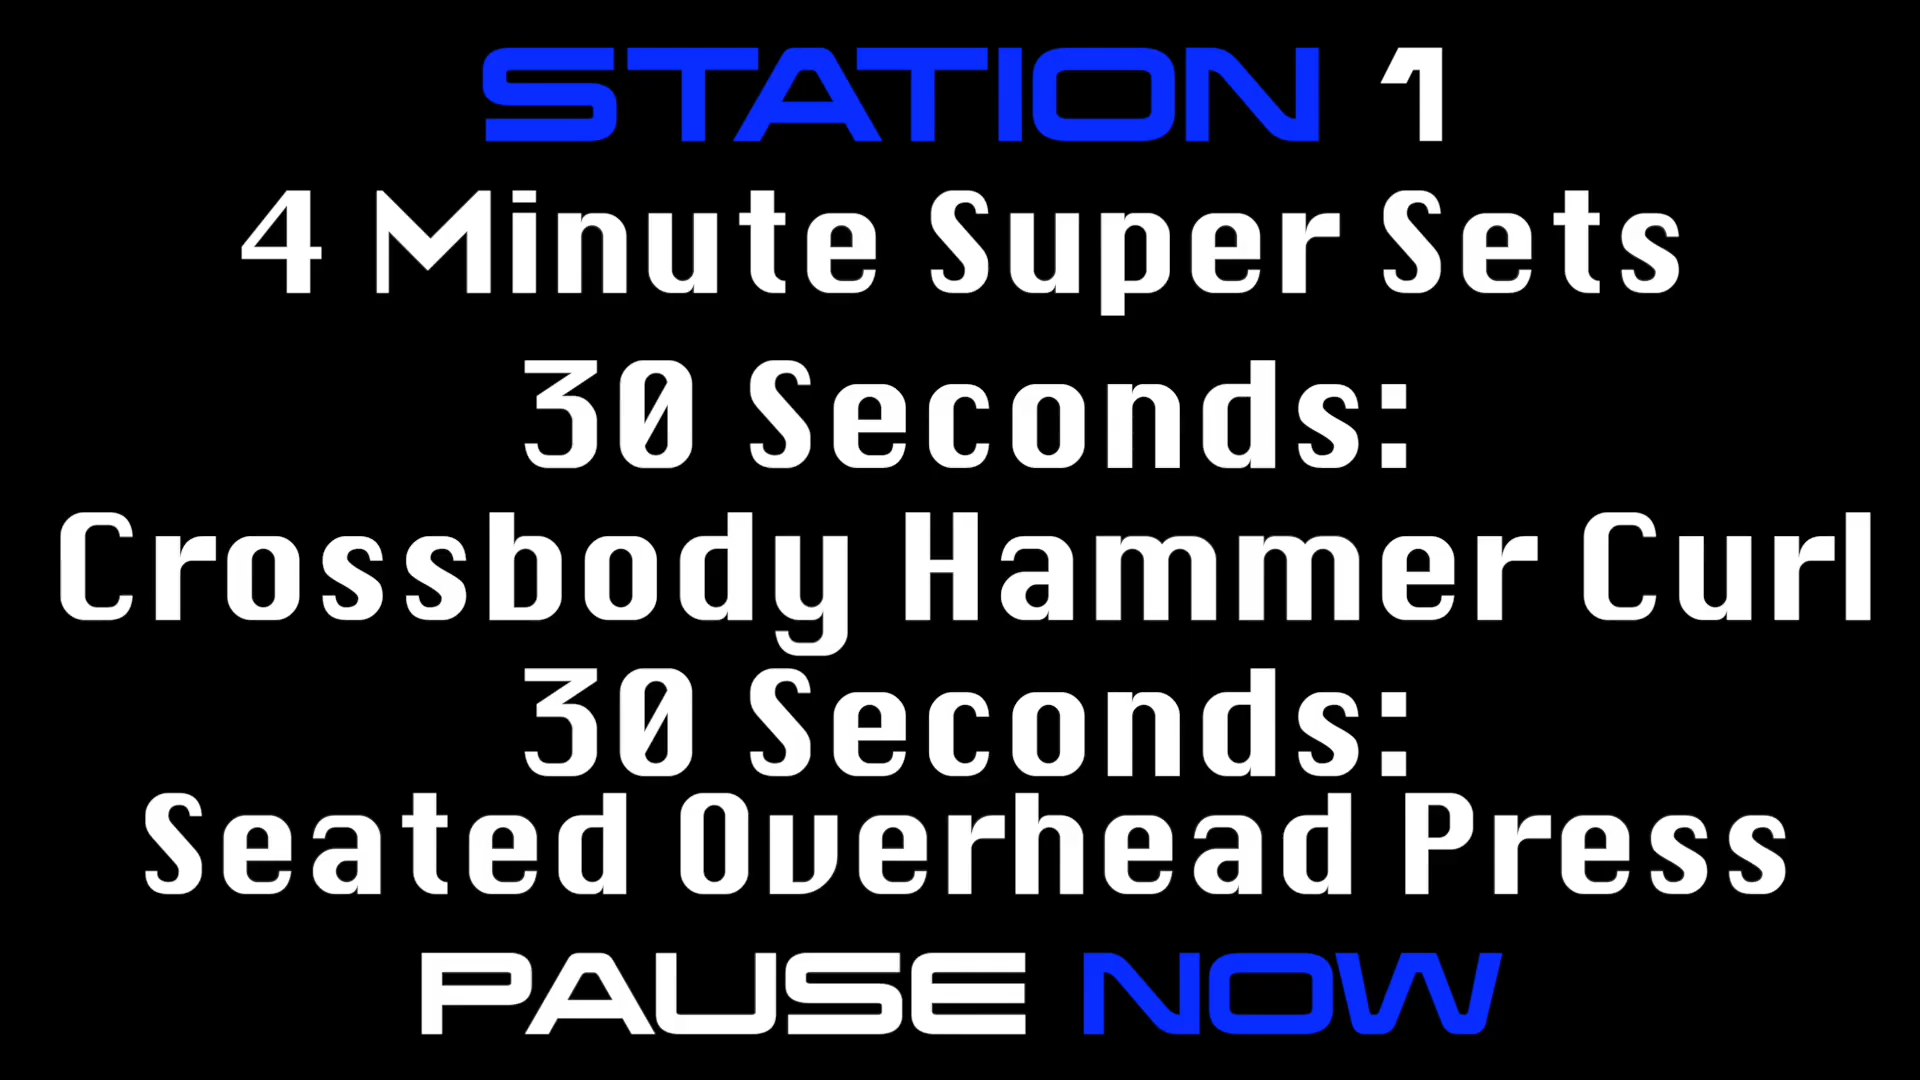 STATION 1
4 Minute Super Sets
30 Seconds:
Crossbody Hammer Curl
30 Seconds:
Seated Overhead Press
PAUSE NOW